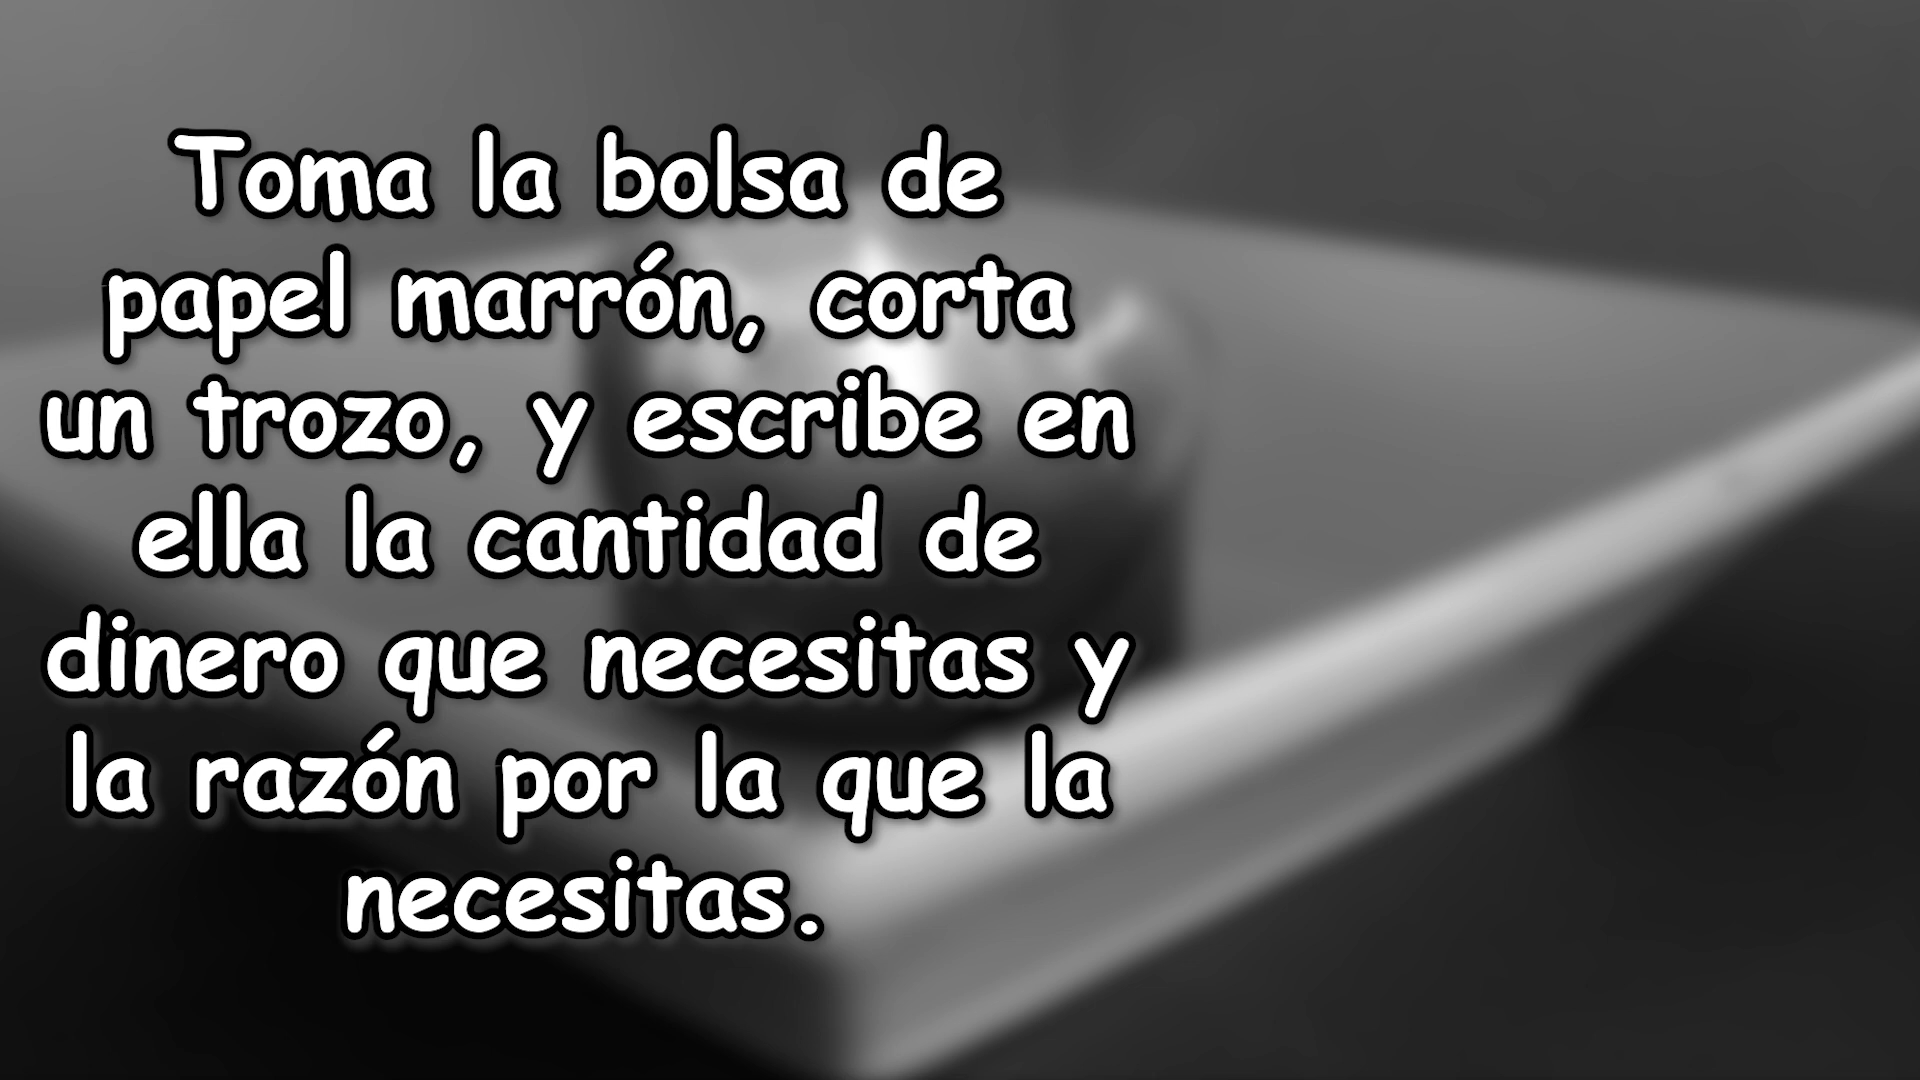 Toma la bolsa de
papel marrón, corta
un trozo, y escribe en
ella la cantidad de
dinero que necesitas y
la razón por la que la
necesitas.